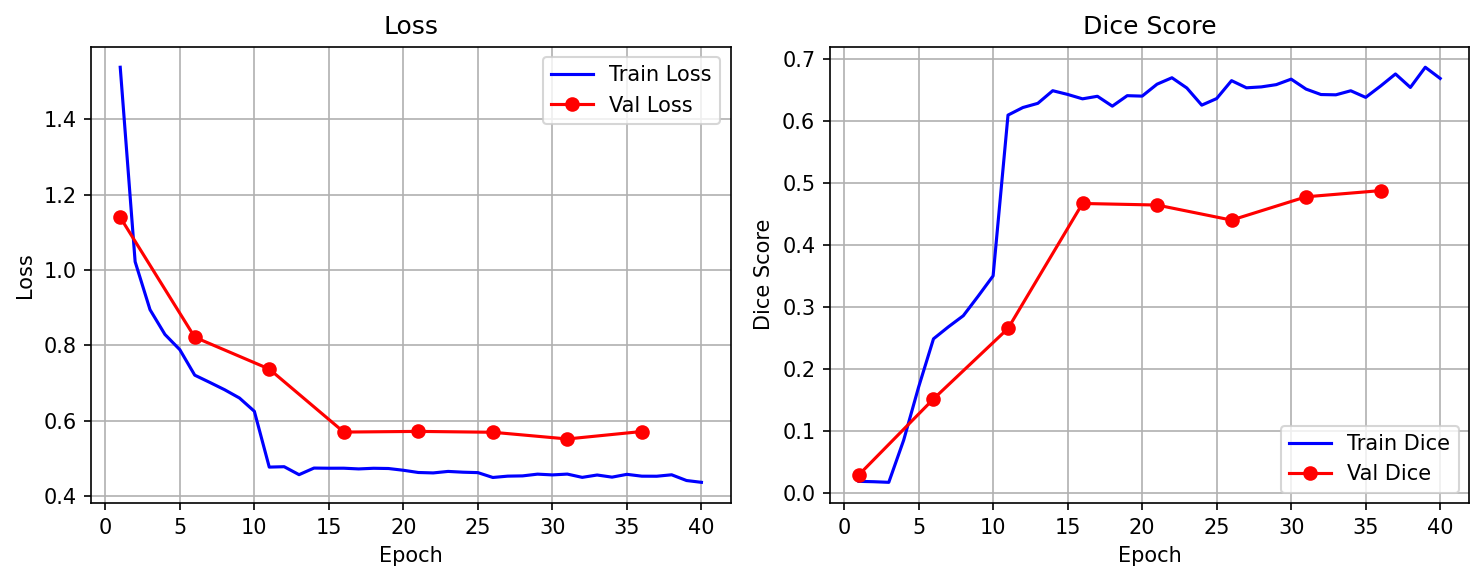 Loss
Train Loss
Val Loss
Loss
1.4
1.2
1.0
0.8
0.6
0.4
0 5 10 15 20 25 30 35 40
Epoch
Dice Score
Dice Score
0.7
0.6
0.5
0.4
0.3
0.2
0.1
0.0
Train Dice
Val Dice
0 5 10 15 20 25 30 35 40
Epoch